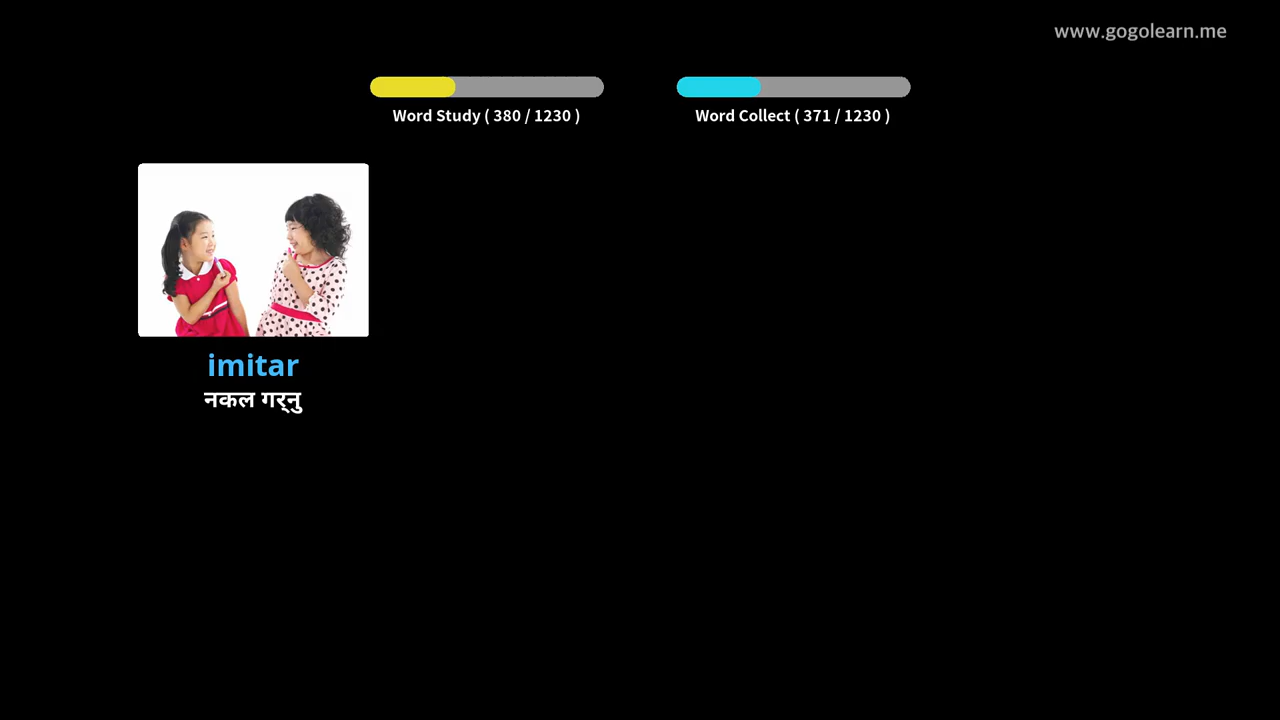 www.gogolearn.me
Word Study ( 380 / 1230 )
Word Collect ( 371 / 1230 )
imitar
नकल गर्नु